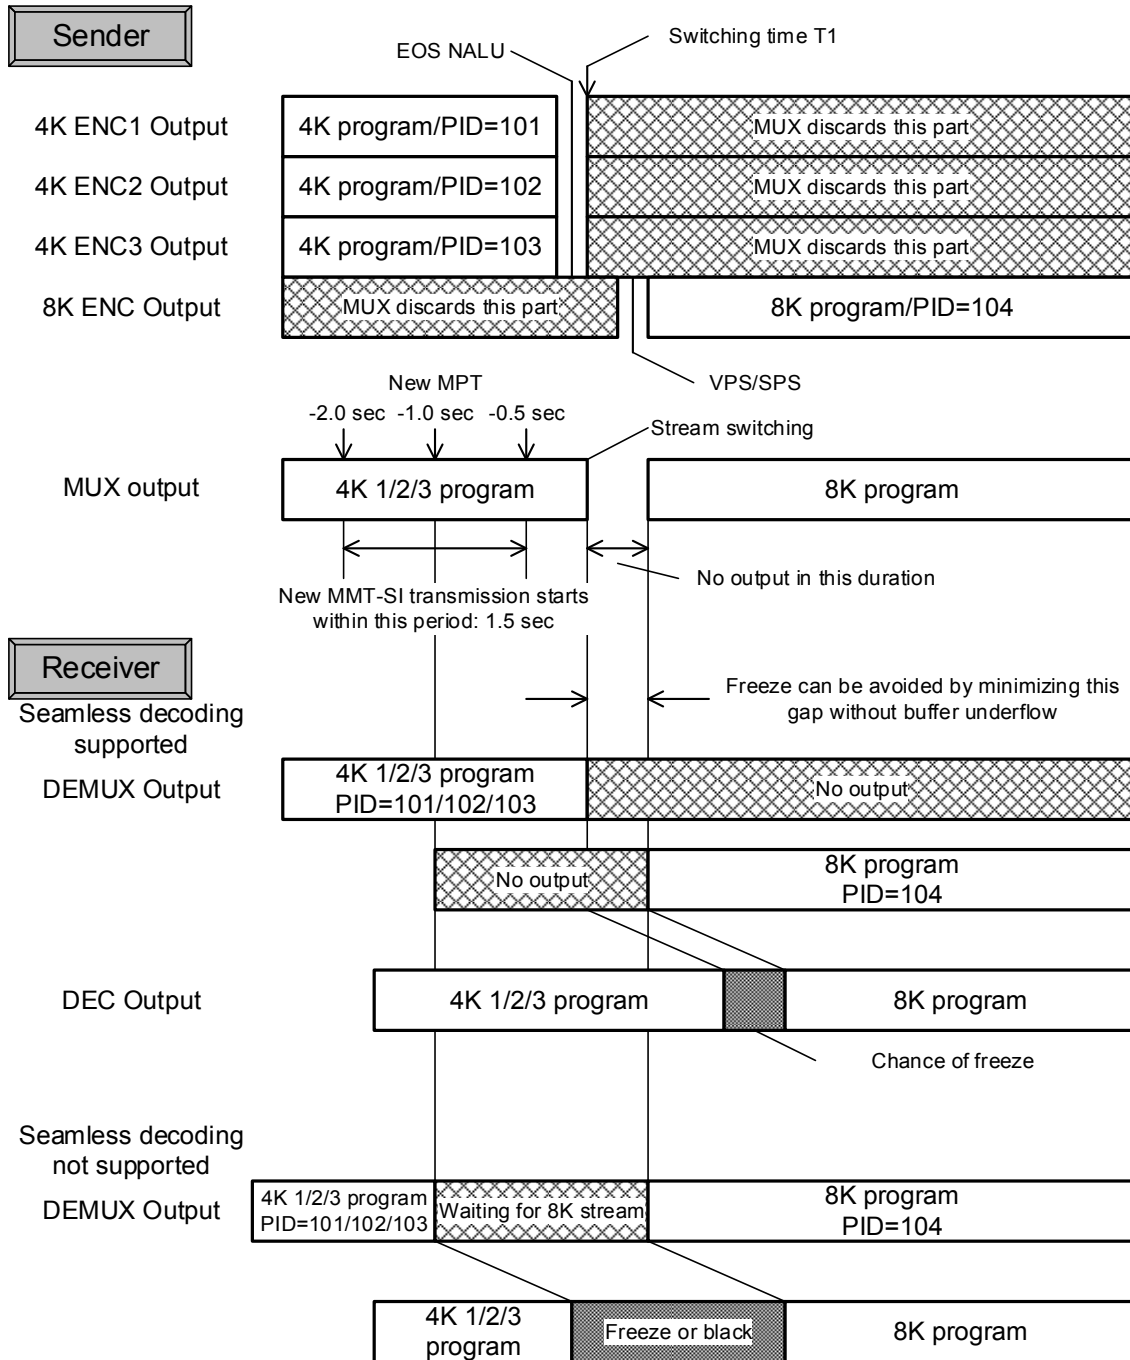 Sender
Switching time T1
EOS NALU
4K ENC1 Output
4K program/PID=101
MUX discards this part
4K ENC2 Output
4K program/PID=102
MUX discards this part
4K ENC3 Output
4K program/PID=103
MUX discards this part
8K ENC Output
MUX discards this part
8K program/PID=104
New MPT
VPS/SPS
-2.0 sec
-1.0 sec
-0.5 sec
Stream switching
MUX output
4K 1/2/3 program
8K program
No output in this duration
New MMT-SI transmission starts
within this period: 1.5 sec
Receiver
Seamless decoding
supported
Freeze can be avoided by minimizing this
gap without buffer underflow
DEMUX Output
4K 1/2/3 program
PID=101/102/103
No output
No output
8K program
PID=104
DEC Output
4K 1/2/3 program
8K program
Chance of freeze
Seamless decoding
not supported
DEMUX Output
4K 1/2/3 program
PID=101/102/103
Waiting for 8K stream
8K program
PID=104
4K 1/2/3
program
Freeze or black
8K program